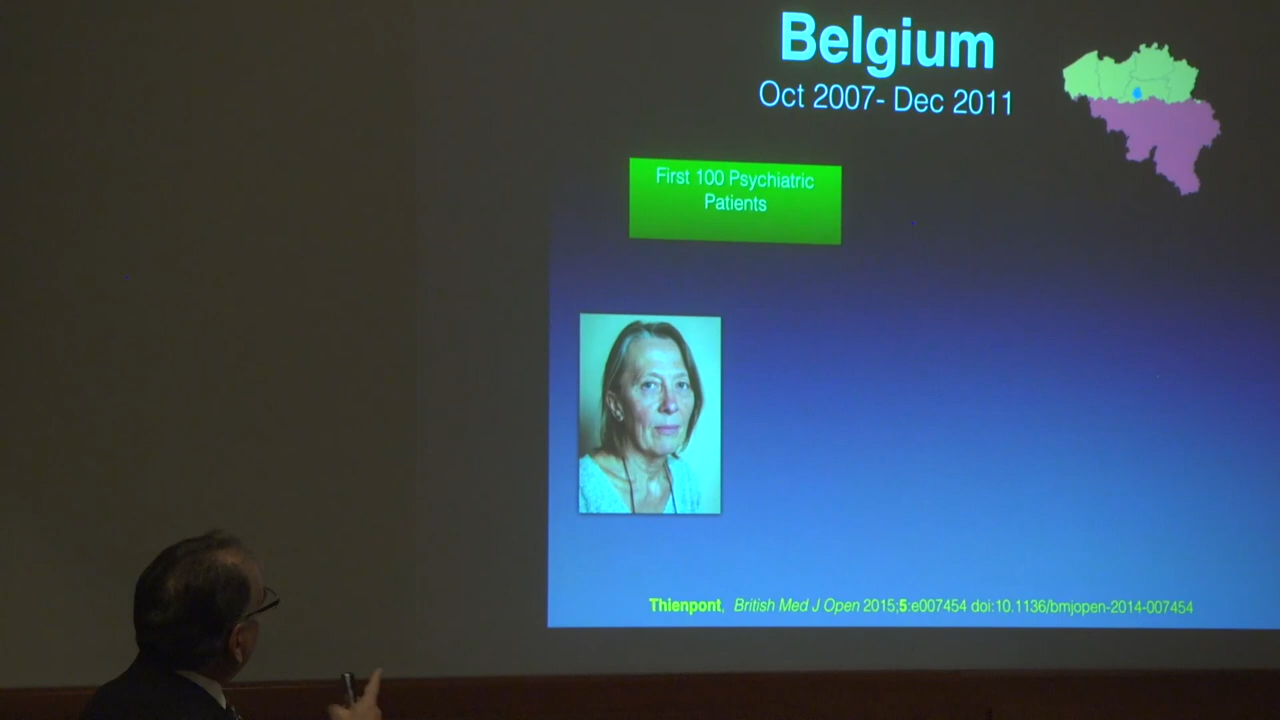 Belgium
Oct 2007- Dec 2011
First 100 Psychiatric
Patients
Thienpont, British Med J Open 2015;5:e007454 doi:10.1136/bmjopen-2014-007454